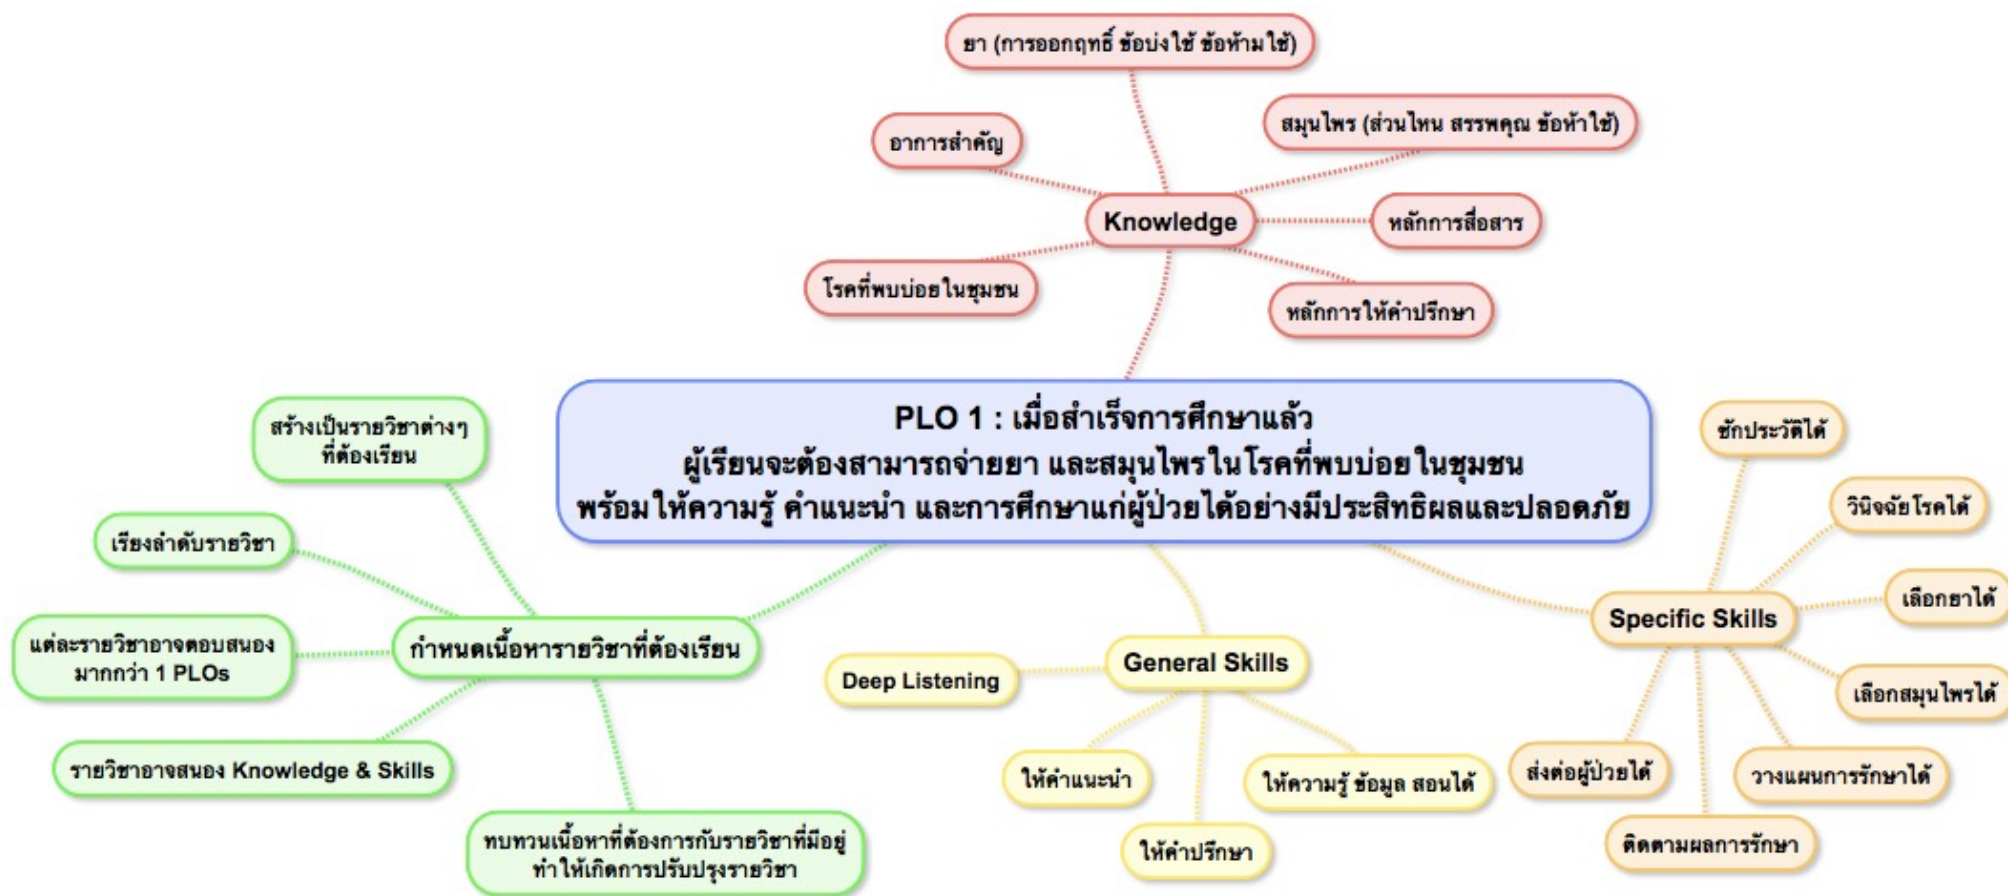 ยา (การออกฤทธิ์ ข้อบ่งใช้ ข้อห้ามใช้)
สมุนไพร (ส่วนไหน สรรพคุณ ข้อห้าใช้)
อาการสำคัญ
Knowledge
หลักการสื่อสาร
โรคที่พบบ่อยในชุมชน
หลักการให้คำปรึกษา
PLO 1 : เมื่อสำเร็จการศึกษาแล้ว
ผู้เรียนจะต้องสามารถจ่ายยา และสมุนไพรในโรคที่พบบ่อยในชุมชน
พร้อมให้ความรู้ คำแนะนำ และการศึกษาแก่ผู้ป่วยได้อย่างมีประสิทธิผลและปลอดภัย
สร้างเป็นรายวิชาต่างๆ
ที่ต้องเรียน
เรียงลำดับรายวิชา
แต่ละรายวิชาอาจตอบสนอง
มากกว่า 1 PLOs
กำหนดเนื้อหารายวิชาที่ต้องเรียน
รายวิชาอาจสนอง Knowledge & Skills
ทบทวนเนื้อหาที่ต้องการกับรายวิชาที่มีอยู่
ทำให้เกิดการปรับปรุงรายวิชา
General Skills
Deep Listening
ให้คำแนะนำ
ให้คำปรึกษา
ให้ความรู้ ข้อมูล สอนได้
ซักประวัติได้
วินิจฉัยโรคได้
เลือกยาได้
Specific Skills
เลือกสมุนไพรได้
ส่งต่อผู้ป่วยได้
วางแผนการรักษาได้
ติดตามผลการรักษา